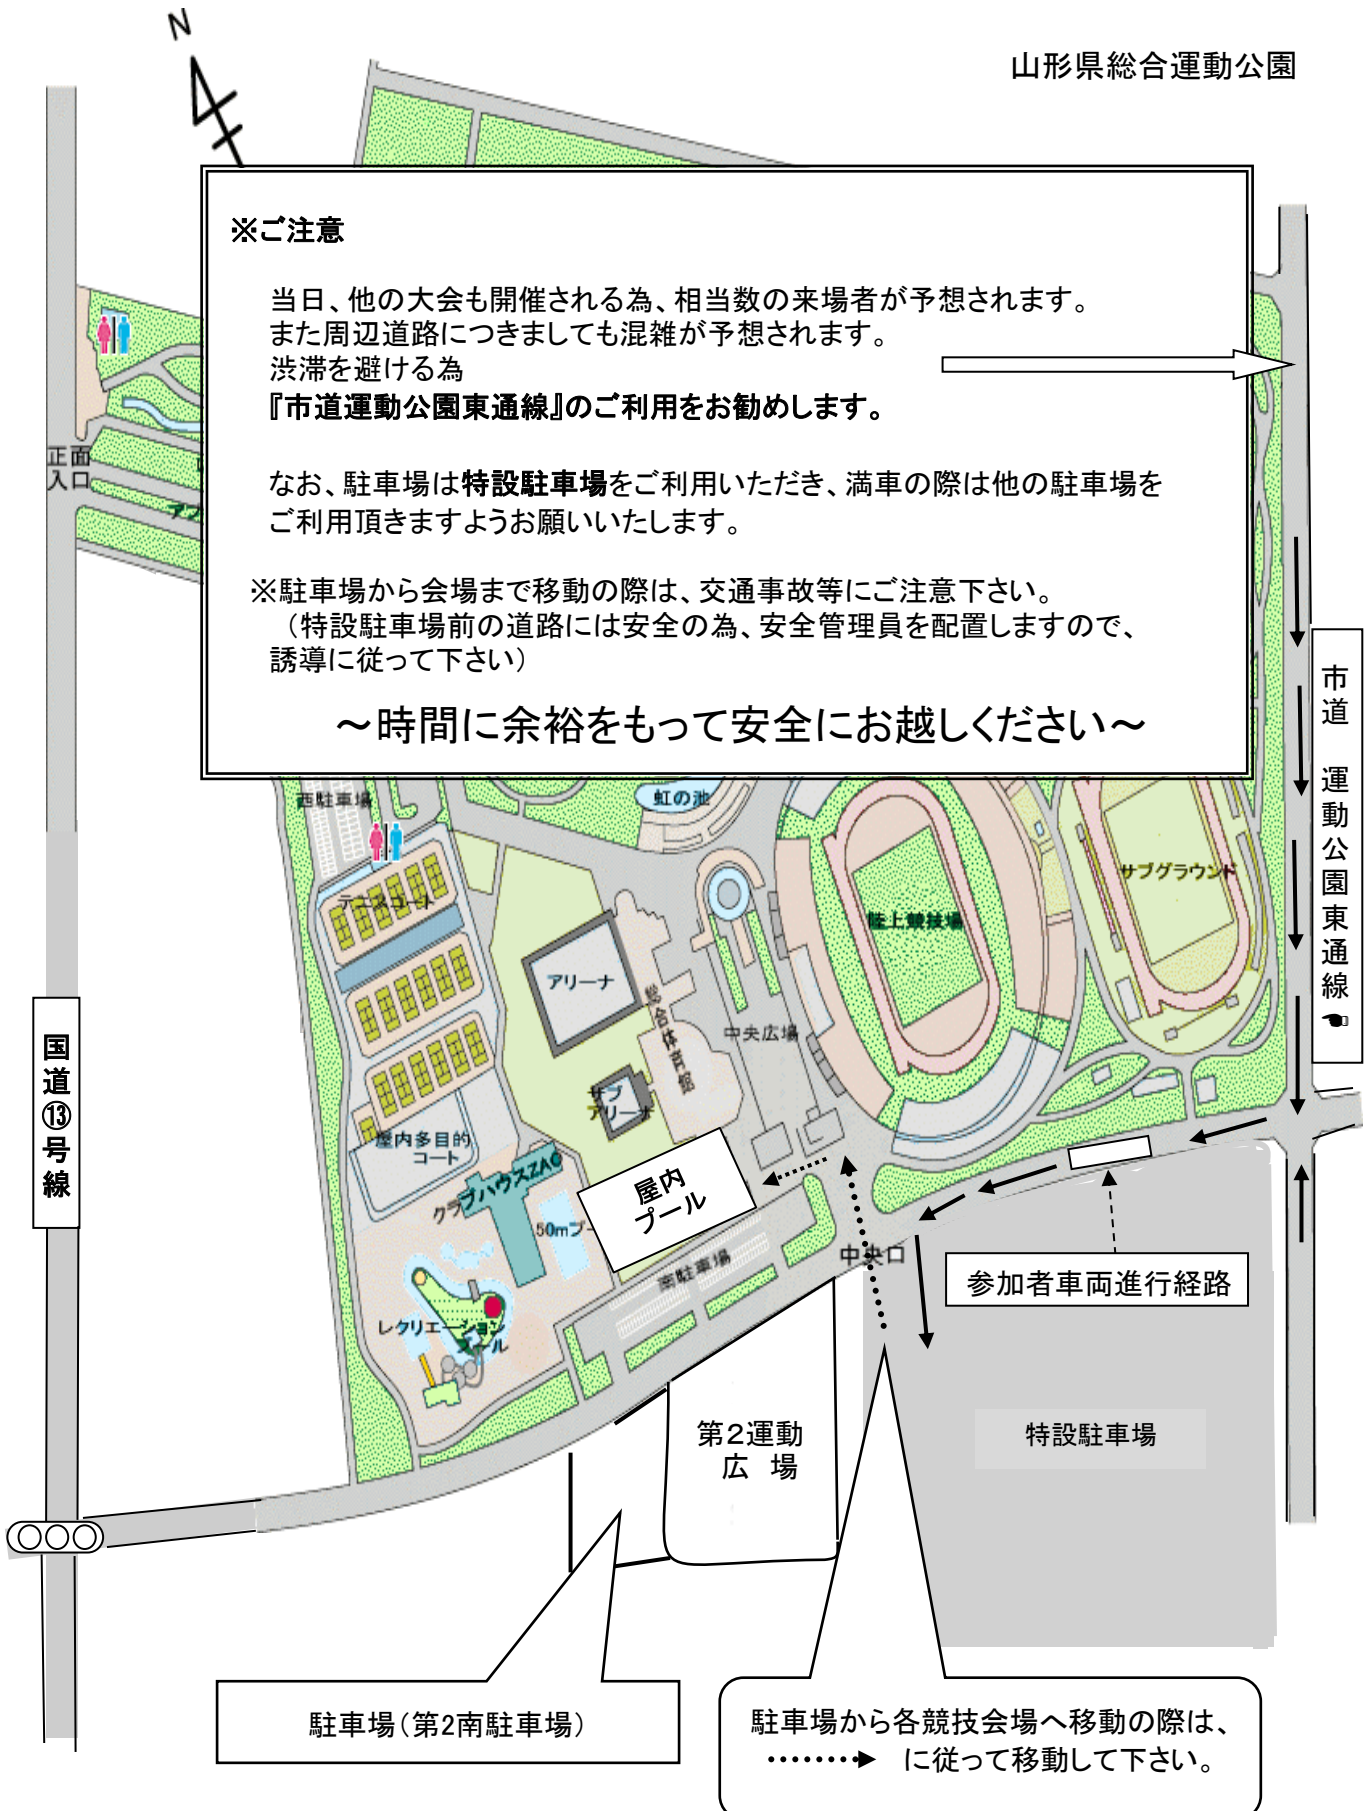 N
山形県総合運動公園
※ご注意
当日、他の大会も開催される為、相当数の来場者が予想されます。
また周辺道路につきましても混雑が予想されます。
渋滞を避ける為
『市道運動公園東通線』のご利用をお勧めします。
なお、駐車場は特設駐車場をご利用いただき、満車の際は他の駐車場を
ご利用頂きますようお願いいたします。
※駐車場から会場まで移動の際は、交通事故等にご注意下さい。
（特設駐車場前の道路には安全の為、安全管理員を配置しますので、
誘導に従って下さい）
～時間に余裕をもって安全にお越しください～
正面
入口
西駐車場
虹の池
テニスコート
サブグラウンド
陸上競技場
アリーナ
総合体育館
中央広場
サブ
アリーナ
屋内多目的
コート
クラブハウスZAO
50mプー
屋内
プール
南駐車場
中央口
レクリエーション
プール
市道 運動公園東通線
国道⑬号線
参加者車両進行経路
第２運動
広 場
特設駐車場
駐車場（第2南駐車場）
駐車場から各競技会場へ移動の際は、
に従って移動して下さい。